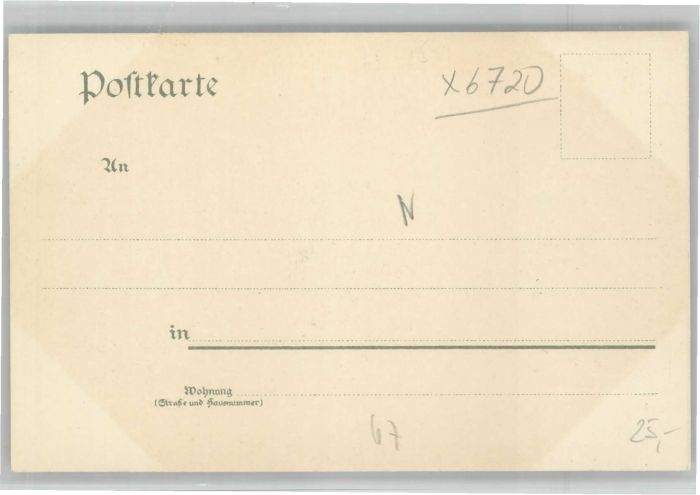 Postkarte
x6720
An
N
in
Wohnung
(Straße und Hausnummer)
67
25,-